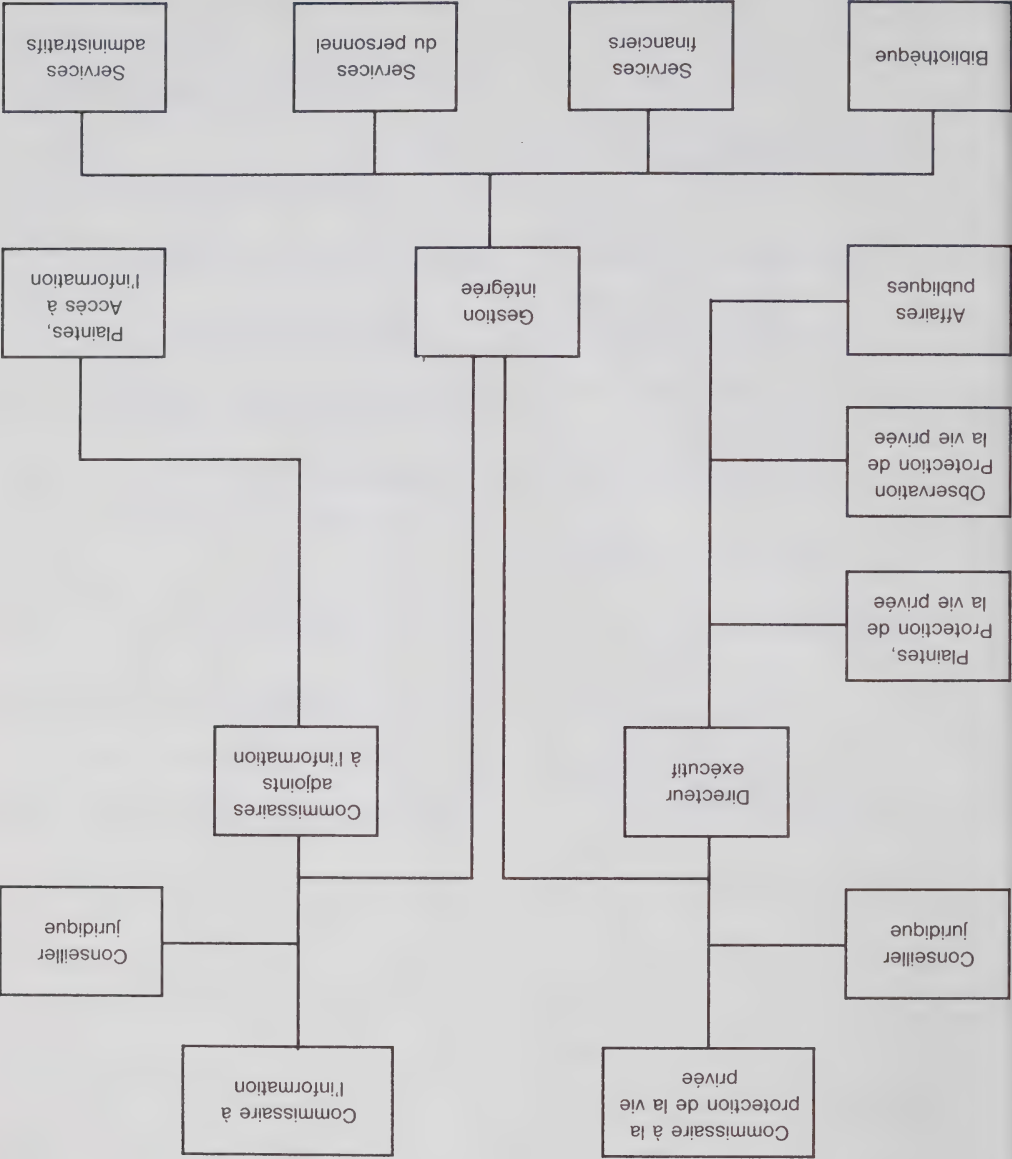 Commissaire à la
protection de la vie
privée
Commissaire à
l'information
Conseiller
juridique
Conseiller
juridique
Directeur
exécutif
Commissaires
adjoints
à l'information
Plaintes,
Protection de
la vie privée
Observation
Protection de
la vie privée
Affaires
publiques
Gestion
intégrée
Plaintes,
Accès à
l'information
Bibliothèque
Services
financiers
Services
du personnel
Services
administratifs